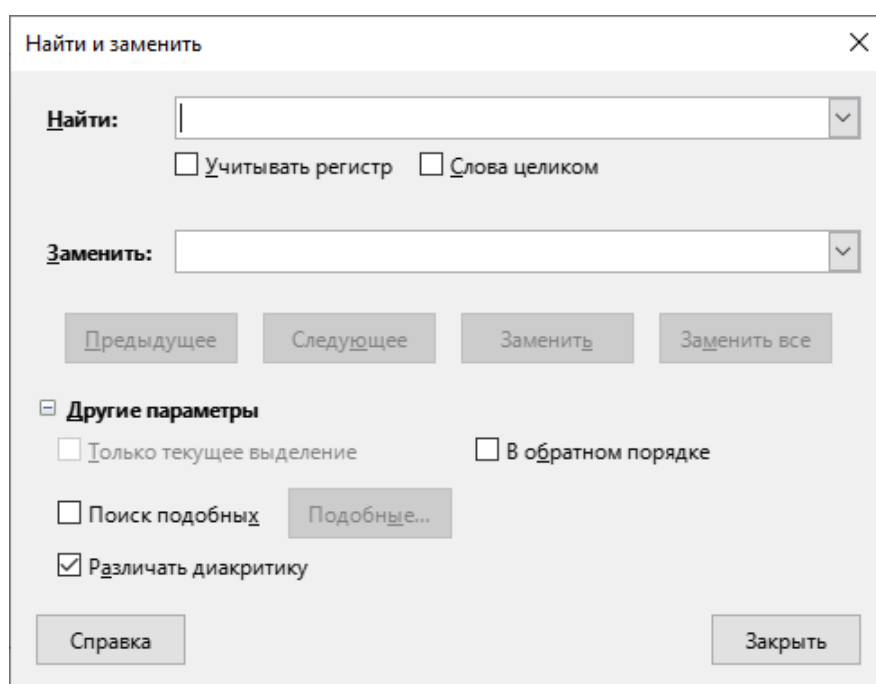 Найти и заменить
Найти:
Учитывать регистр Слова целиком
Заменить:
Предыдущее Следующее Заменить Заменить все
Другие параметры
Только текущее выделение В обратном порядке
Поиск подобных Подобные...
Различать диакритику
Справка Закрыть